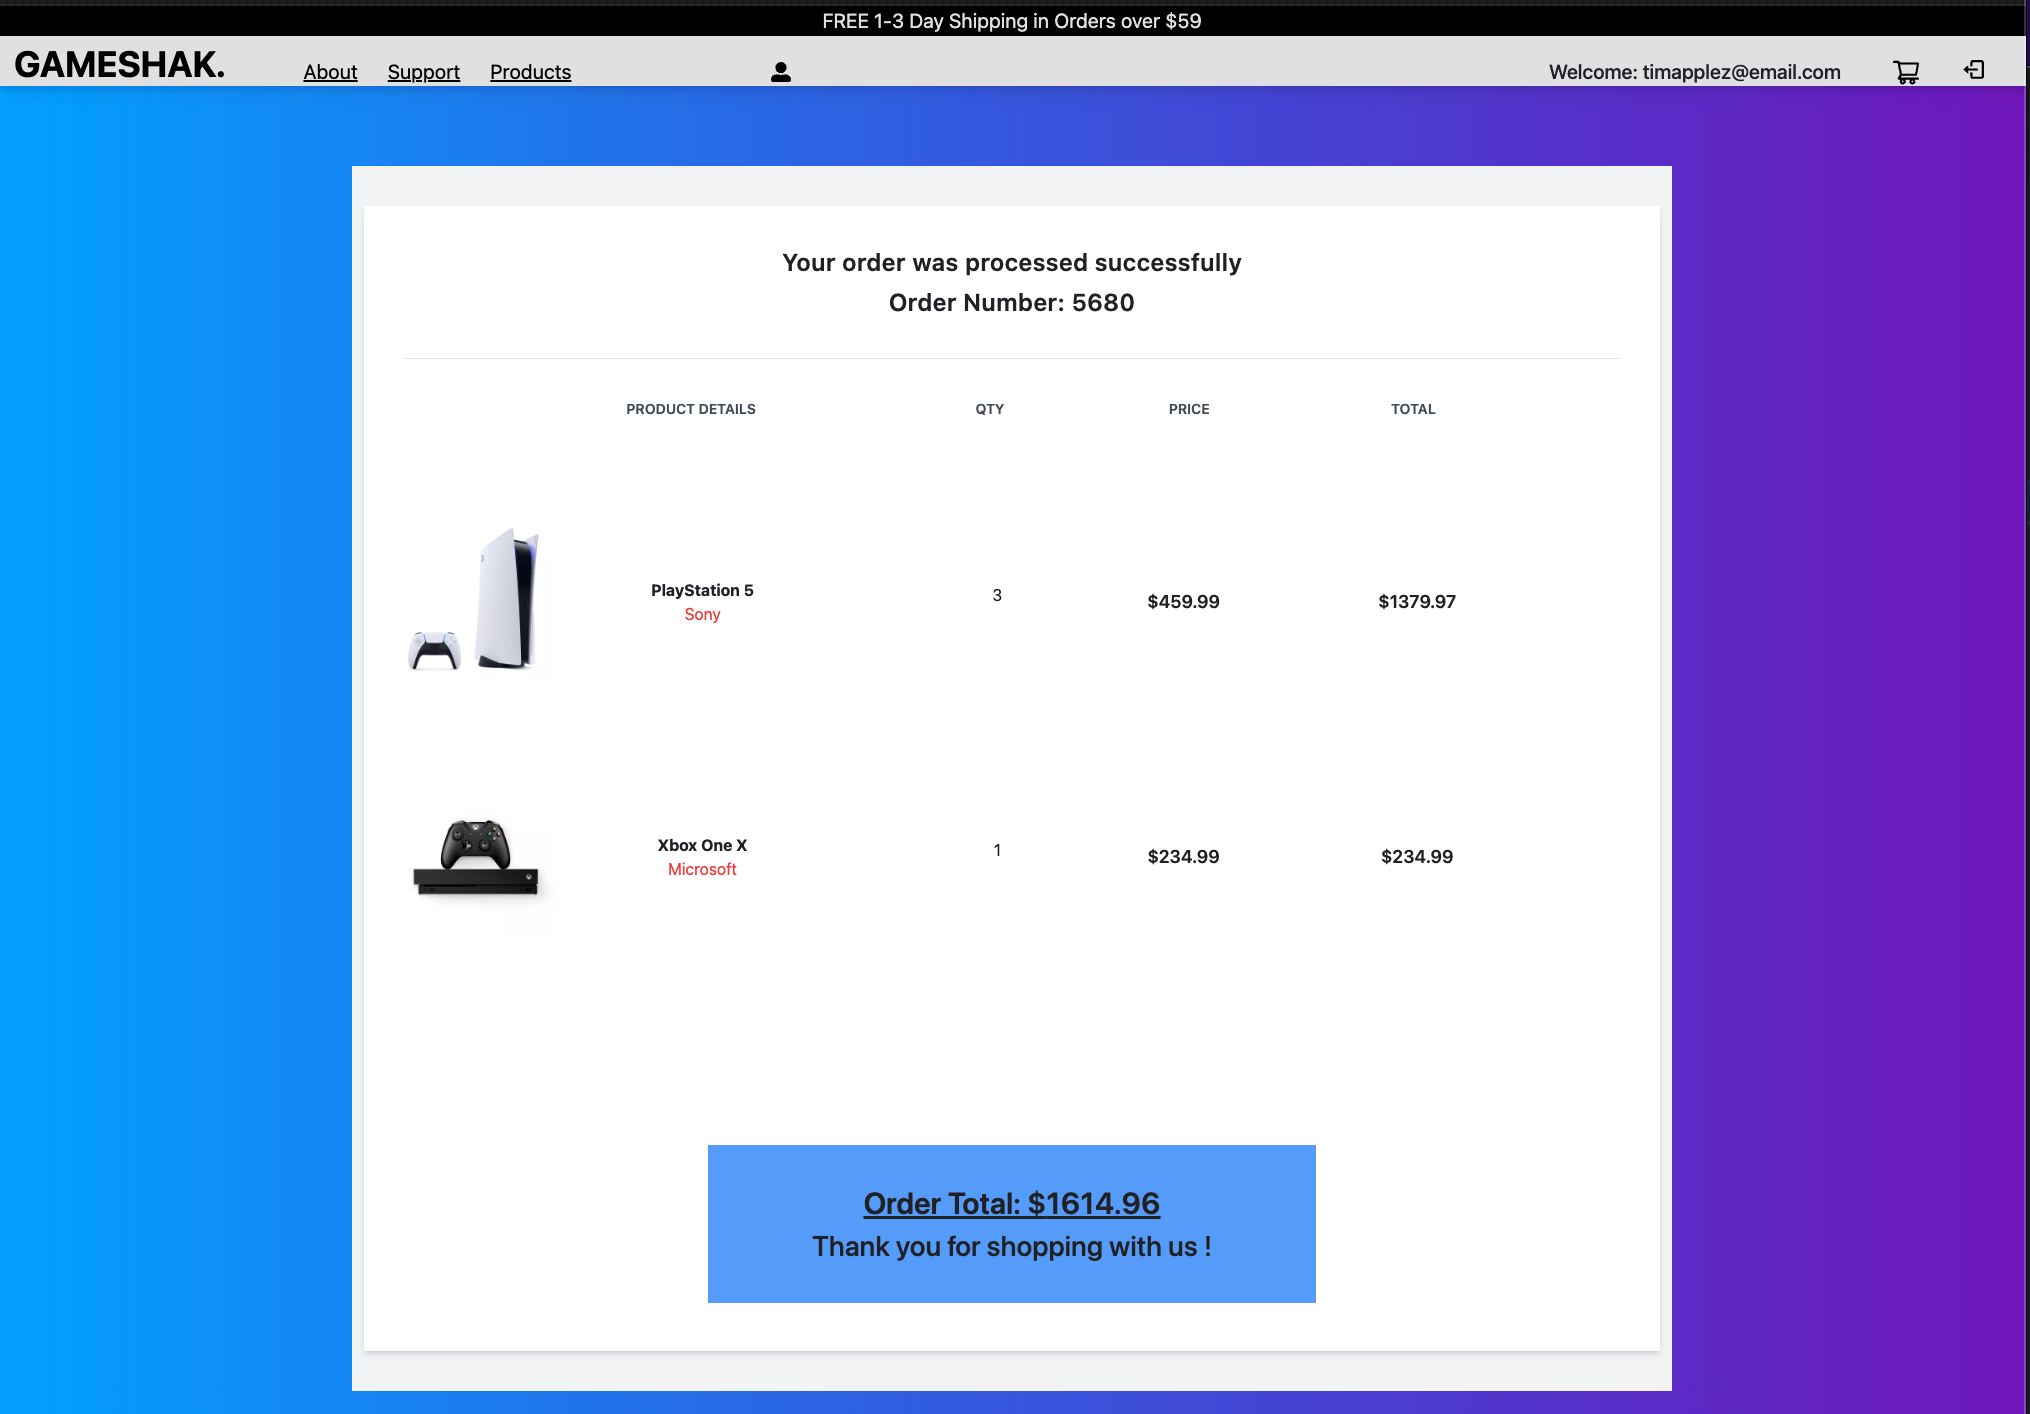 FREE 1-3 Day Shipping in Orders over $59
GAMESHAK. About Support Products Welcome: timapplez@email.com
Your order was processed successfully
Order Number: 5680
PRODUCT DETAILS QTY PRICE TOTAL
PlayStation 5
Sony
3 $459.99 $1379.97
Xbox One X
Microsoft
1 $234.99 $234.99
Order Total: $1614.96
Thank you for shopping with us !